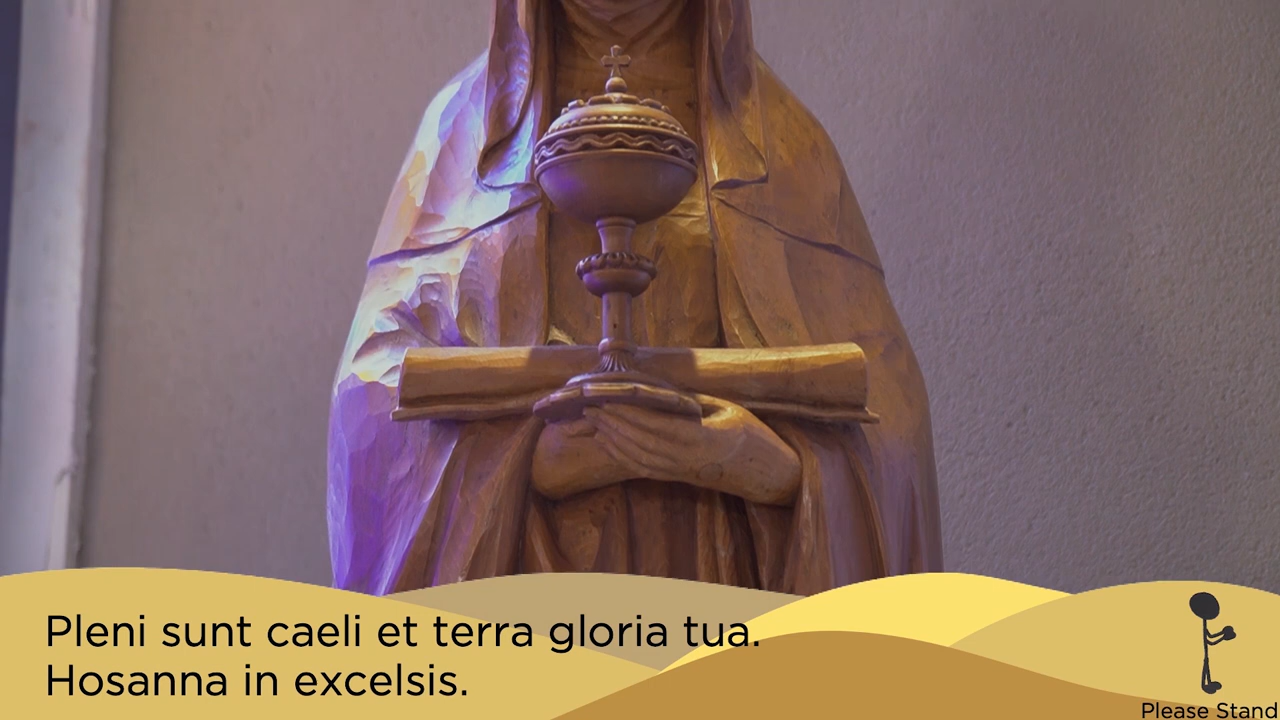 Pleni sunt caeli et terra gloria tua.
Hosanna in excelsis.
Please Stand